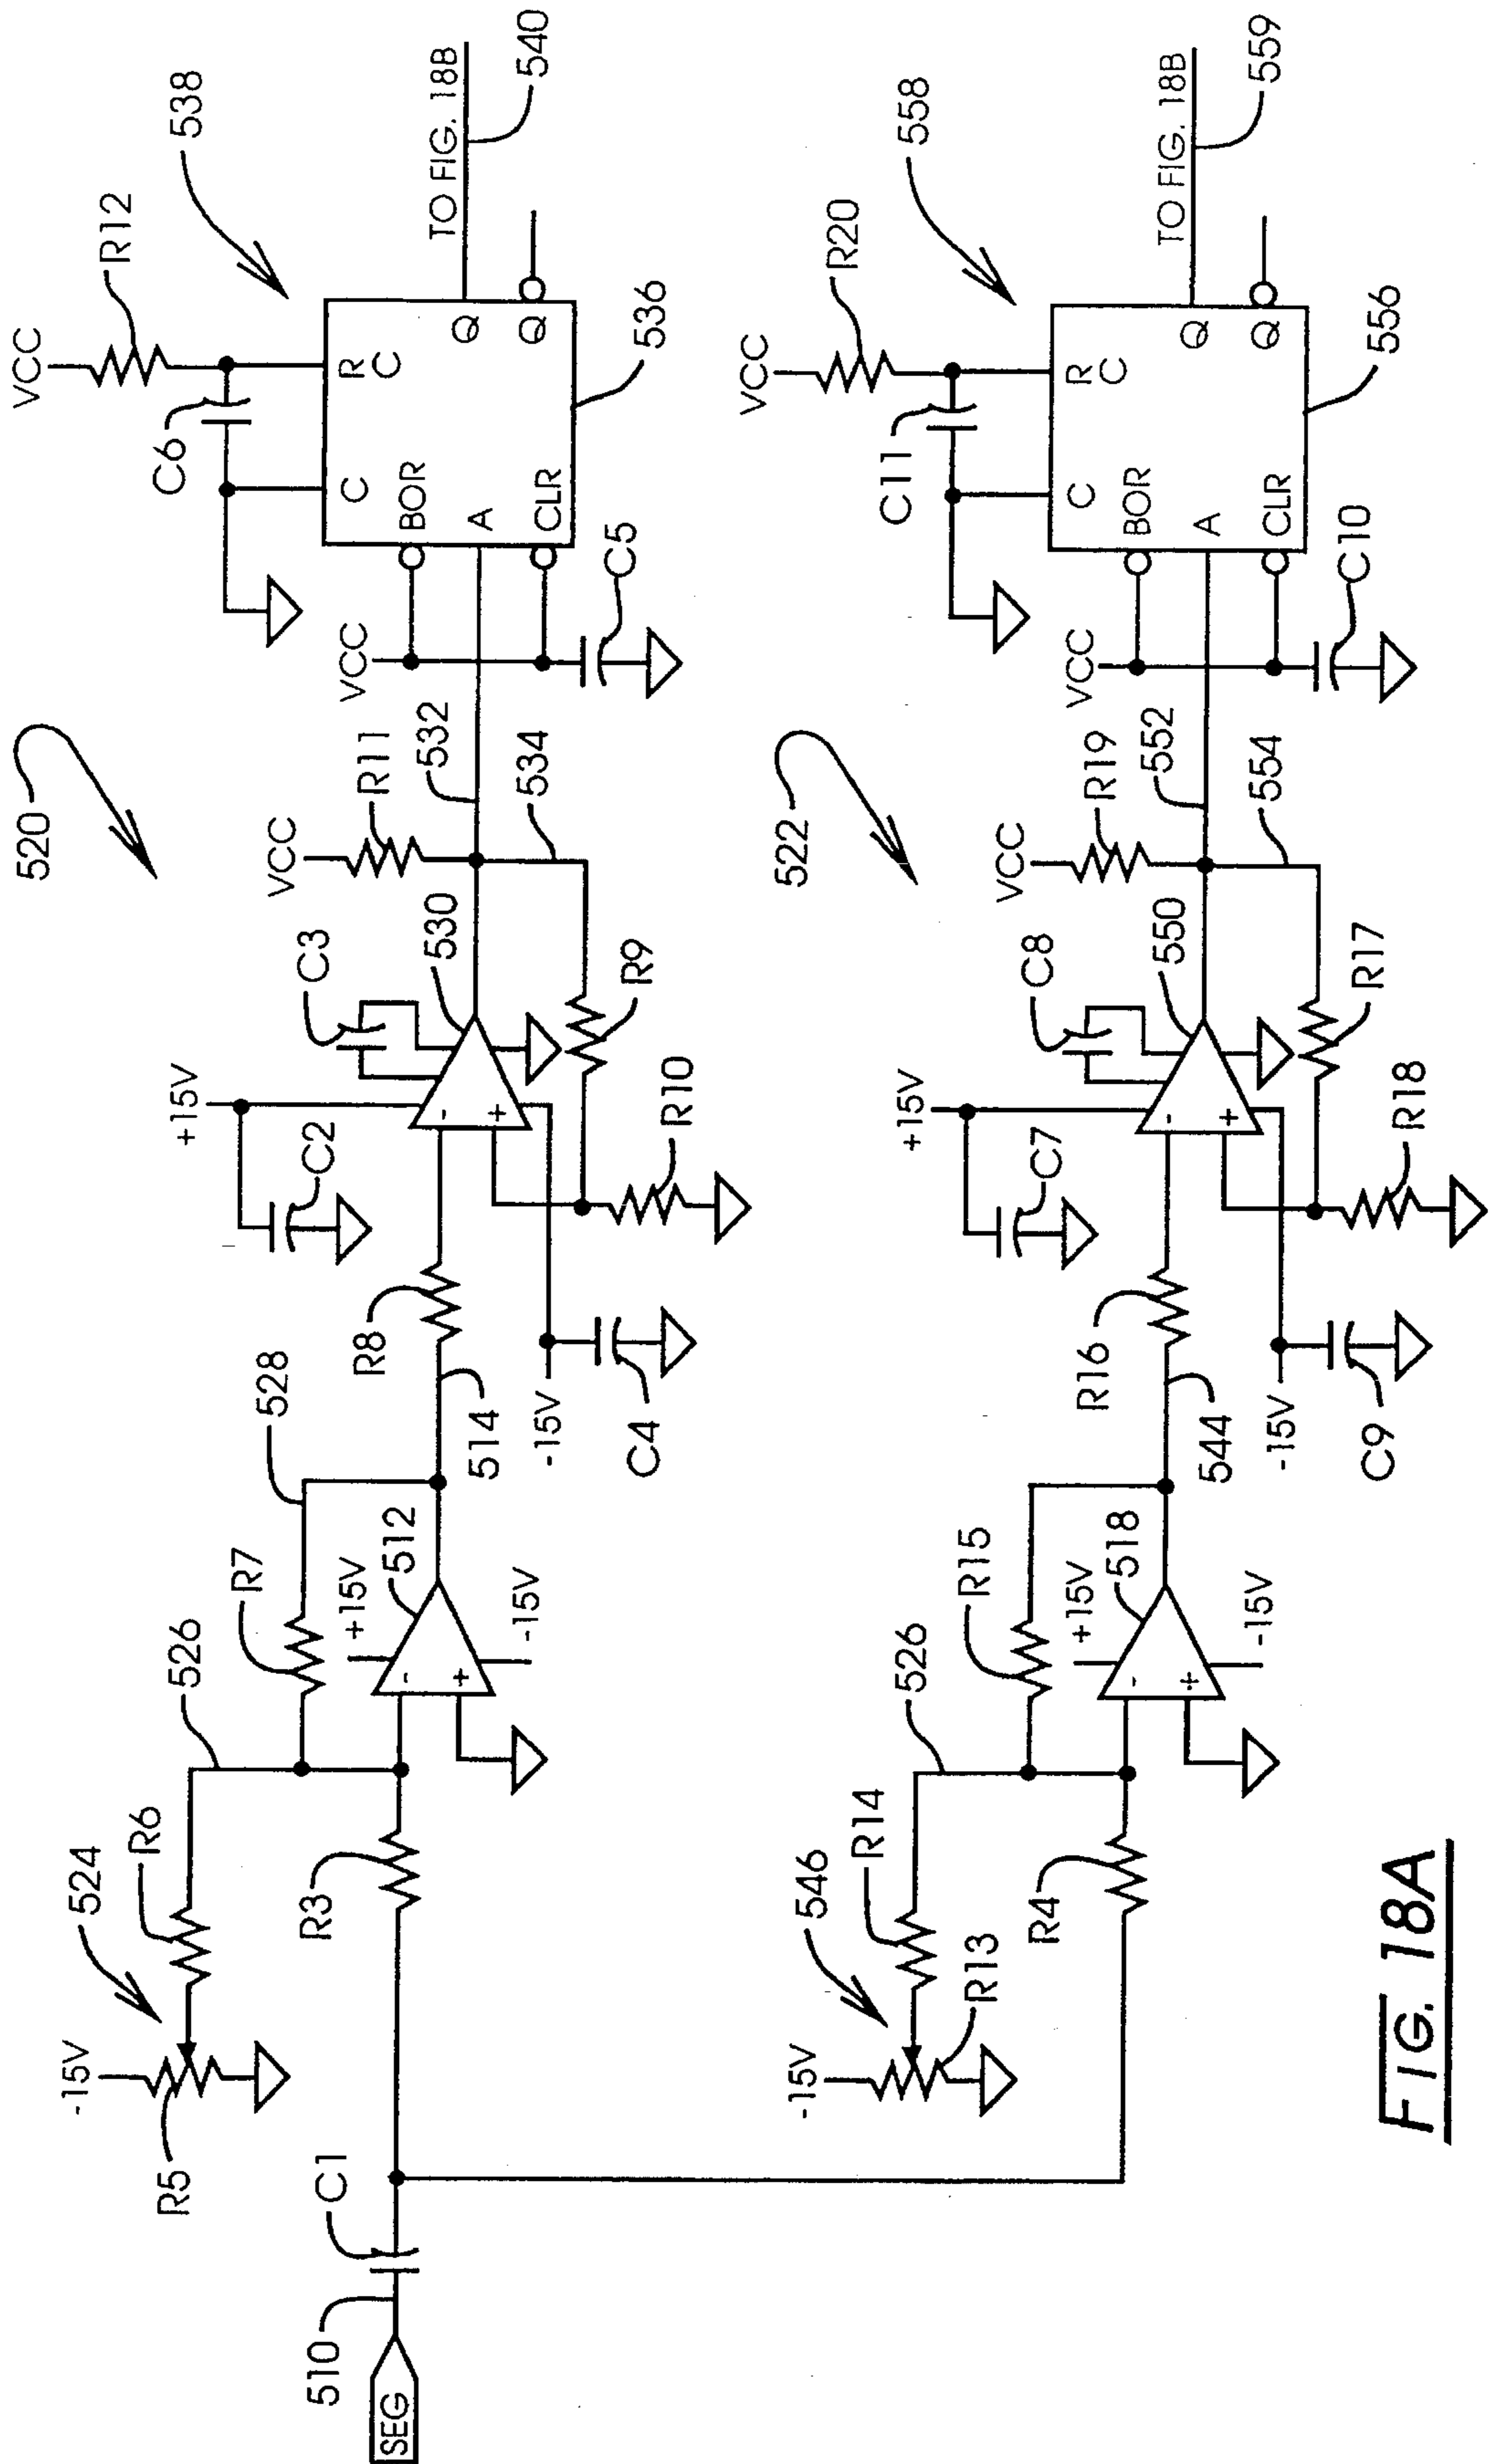 520
VCC
R12
538
C6
C
R
C
BOR
A
CLR
Q
Q
TO FIG. 18B
540
536
C5
VCC
VCC
R11
532
534
+15V
C3
C2
530
-
+
R9
R10
R8
514
-15V
C4
528
R7
526
+15V
512
-
+
-15V
524
-15V
R5
R6
R3
C1
510
SEG
522
VCC
R20
558
C11
C
R
C
BOR
A
CLR
Q
Q
TO FIG. 18B
559
556
C10
VCC
VCC
R19
552
554
+15V
C8
C7
550
-
+
R17
R18
R16
544
-15V
C9
R15
526
+15V
518
-
+
-15V
546
-15V
R13
R14
R4
FIG. 18A